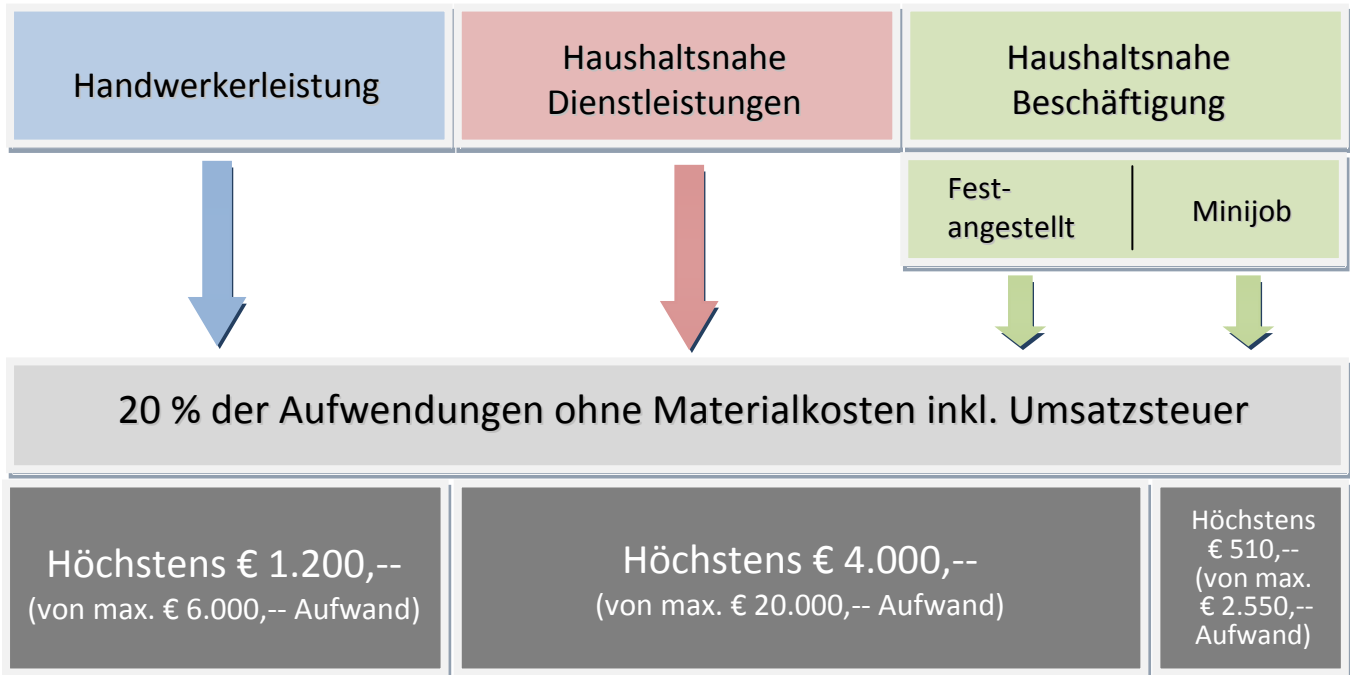 Handwerkerleistung
Haushaltsnahe
Dienstleistungen
Haushaltsnahe
Beschäftigung
Fest-
angestellt
Minijob
20 % der Aufwendungen ohne Materialkosten inkl. Umsatzsteuer
Höchstens € 1.200,--
(von max. € 6.000,-- Aufwand)
Höchstens € 4.000,--
(von max. € 20.000,-- Aufwand)
Höchstens
€ 510,--
(von max.
€ 2.550,--
Aufwand)